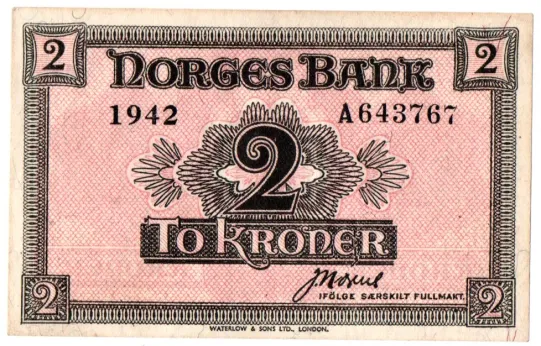 2 2
NORGES BANK
1942 A643767
2
TO KRONER
IFÖLGE SÆRSKILT FULLMAKT.
2 2
WATERLOW & SONS LTD., LONDON.